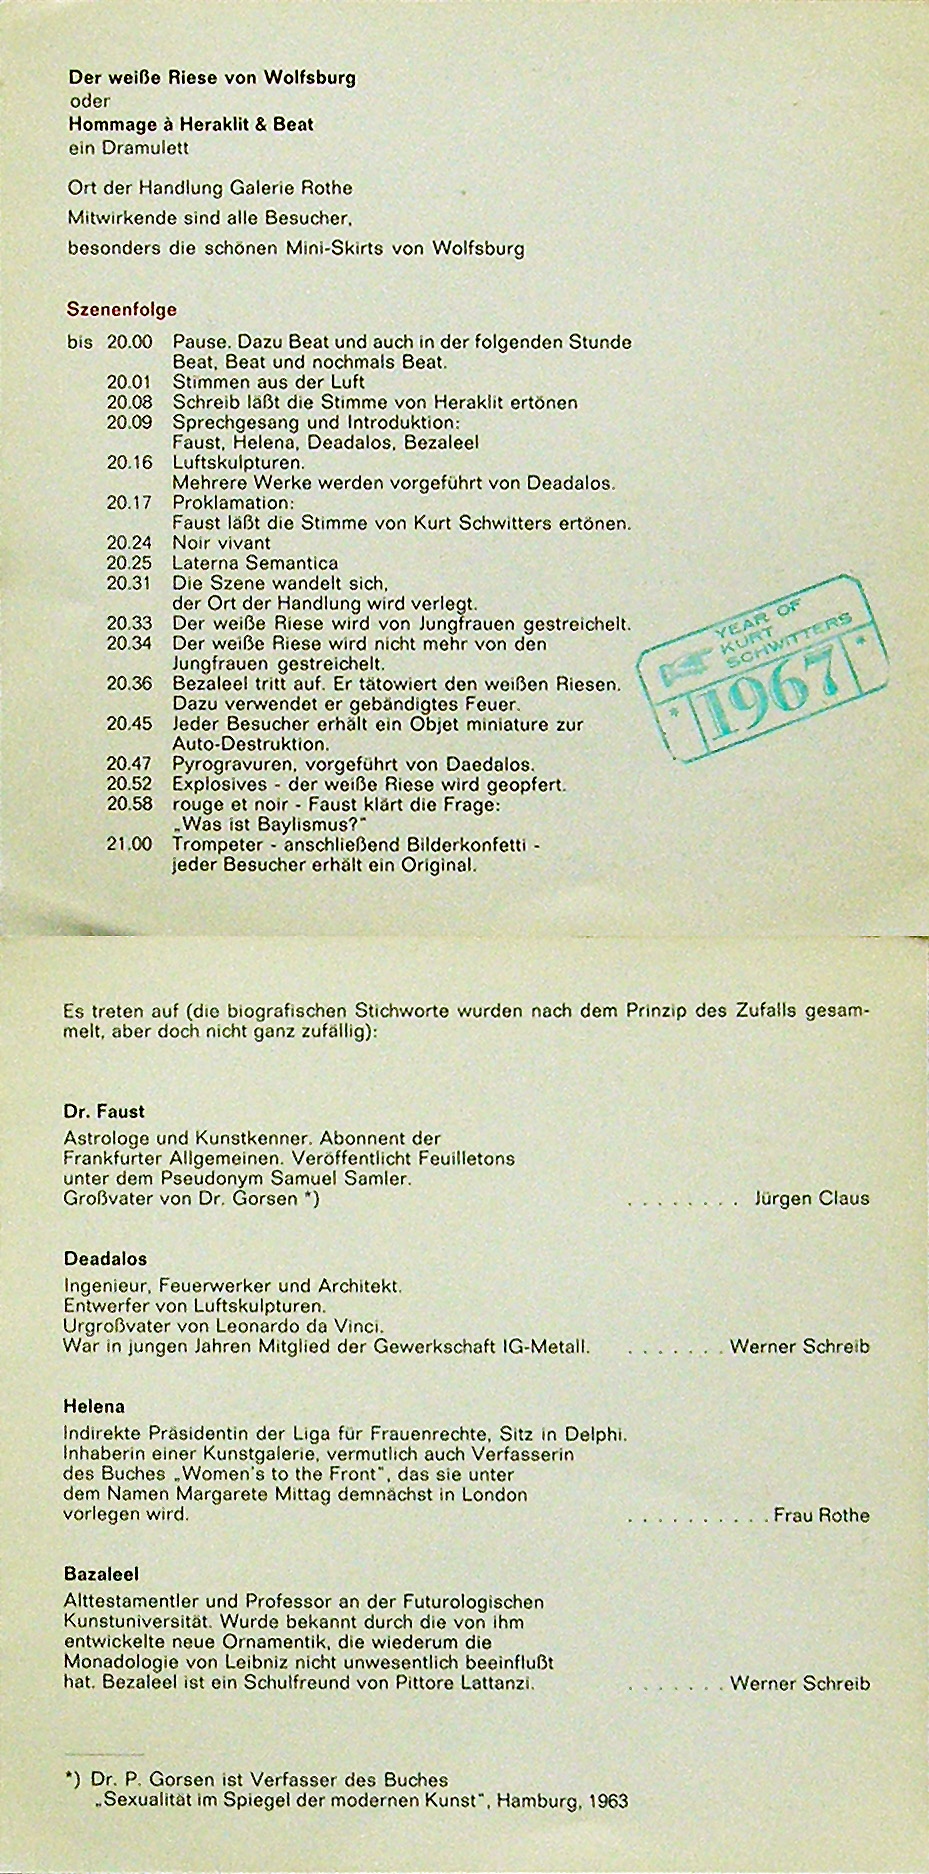 Der weiße Riese von Wolfsburg
oder
Hommage à Heraklit & Beat
ein Dramulett
Ort der Handlung Galerie Rothe
Mitwirkende sind alle Besucher,
besonders die schönen Mini-Skirts von Wolfsburg
Szenenfolge
bis 20.00 Pause. Dazu Beat und auch in der folgenden Stunde
Beat, Beat und nochmals Beat.
20.01 Stimmen aus der Luft
20.08 Schreib läßt die Stimme von Heraklit ertönen
20.09 Sprechgesang und Introduktion:
Faust, Helena, Deadalos, Bezaleel
20.16 Luftskulpturen.
Mehrere Werke werden vorgeführt von Deadalos.
20.17 Proklamation:
Faust läßt die Stimme von Kurt Schwitters ertönen.
20.24 Noir vivant
20.25 Laterna Semantica
20.31 Die Szene wandelt sich,
der Ort der Handlung wird verlegt.
20.33 Der weiße Riese wird von Jungfrauen gestreichelt.
20.34 Der weiße Riese wird nicht mehr von den
Jungfrauen gestreichelt.
20.36 Bezaleel tritt auf. Er tätowiert den weißen Riesen.
Dazu verwendet er gebändigtes Feuer.
20.45 Jeder Besucher erhält ein Objet miniature zur
Auto-Destruktion.
20.47 Pyrogravuren, vorgeführt von Daedalos.
20.52 Explosives - der weiße Riese wird geopfert.
20.58 rouge et noir - Faust klärt die Frage:
„Was ist Baylismus?"
21.00 Trompeter - anschließend Bilderkonfetti -
jeder Besucher erhält ein Original.
YEAR OF
KURT
SCHWITTERS
* 1967 *
Es treten auf (die biografischen Stichworte wurden nach dem Prinzip des Zufalls gesam-
melt, aber doch nicht ganz zufällig):
Dr. Faust
Astrologe und Kunstkenner. Abonnent der
Frankfurter Allgemeinen. Veröffentlicht Feuilletons
unter dem Pseudonym Samuel Samler.
Großvater von Dr. Gorsen *) . . . . . . . . Jürgen Claus
Deadalos
Ingenieur, Feuerwerker und Architekt.
Entwerfer von Luftskulpturen.
Urgroßvater von Leonardo da Vinci.
War in jungen Jahren Mitglied der Gewerkschaft IG-Metall. . . . . . . . Werner Schreib
Helena
Indirekte Präsidentin der Liga für Frauenrechte, Sitz in Delphi.
Inhaberin einer Kunstgalerie, vermutlich auch Verfasserin
des Buches „Women's to the Front", das sie unter
dem Namen Margarete Mittag demnächst in London
vorlegen wird. . . . . . . . . . . Frau Rothe
Bazaleel
Alttestamentler und Professor an der Futurologischen
Kunstuniversität. Wurde bekannt durch die von ihm
entwickelte neue Ornamentik, die wiederum die
Monadologie von Leibniz nicht unwesentlich beeinflußt
hat. Bezaleel ist ein Schulfreund von Pittore Lattanzi. . . . . . . . Werner Schreib
*) Dr. P. Gorsen ist Verfasser des Buches
„Sexualität im Spiegel der modernen Kunst", Hamburg, 1963